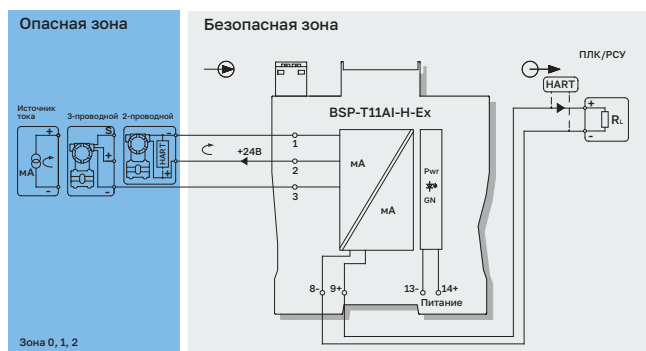 Опасная зона
Безопасная зона
ПЛК/РСУ
HART
Источник
тока
3-проводной
2-проводной
BSP-T11AI-H-Ex
+
S
-
+
RL
-
1
мА
+
HART
+24В
2
мА
Pwr
-
-
+
3
GN
мА
8-
9+
13-
14+
Питание
Зона 0, 1, 2